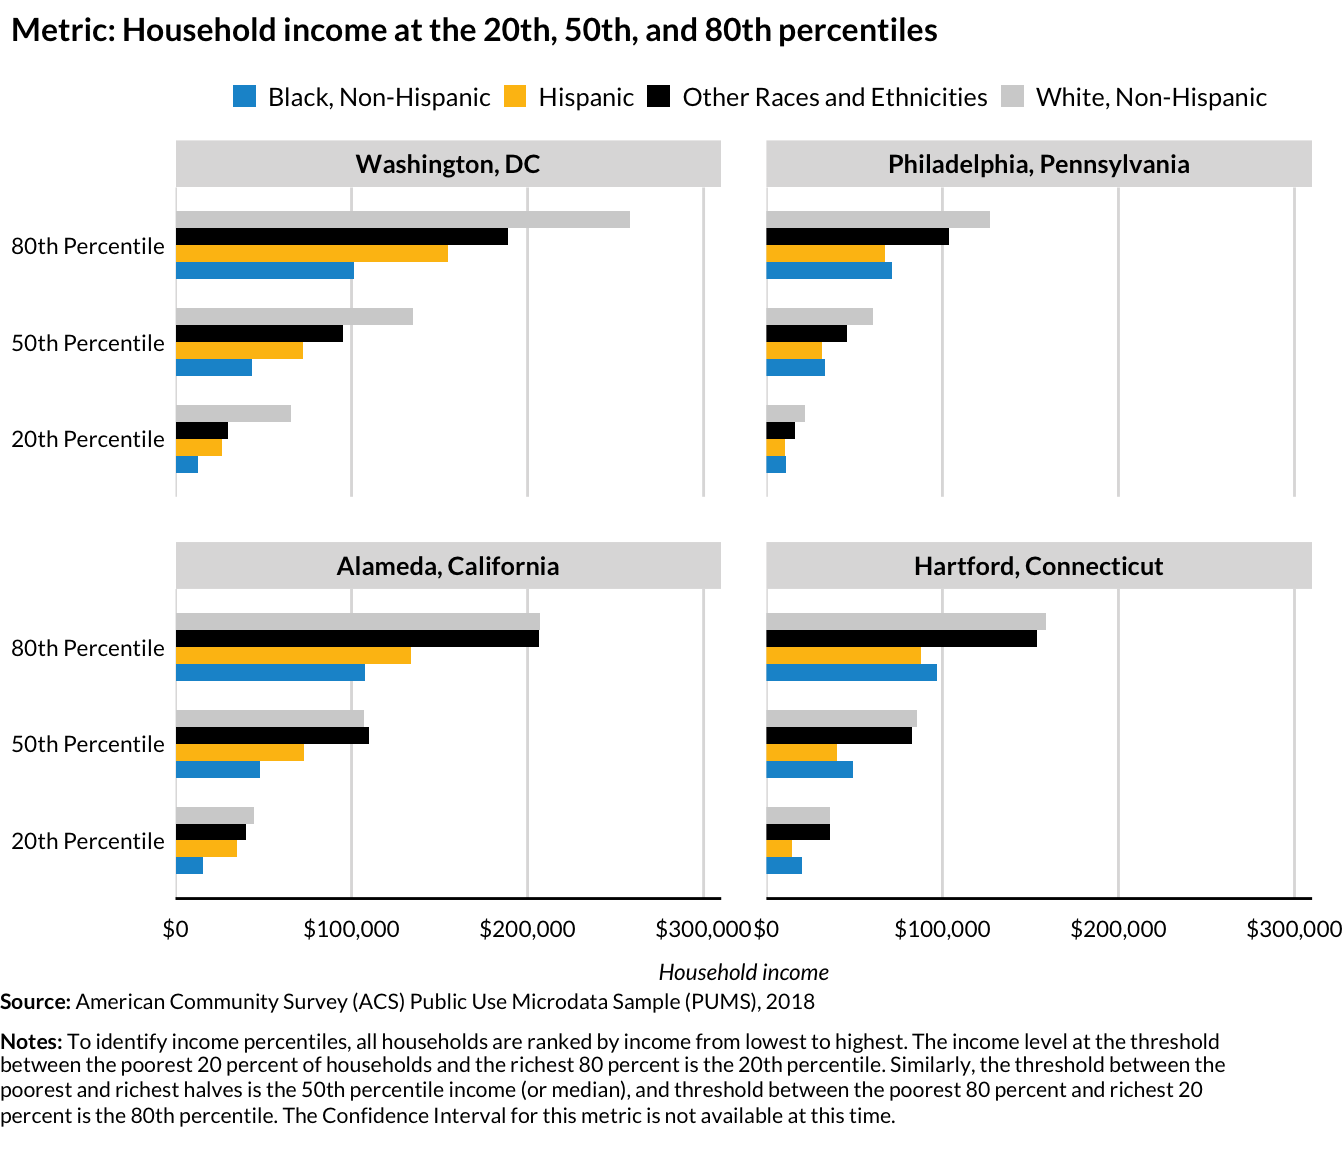 Metric: Household income at the 20th, 50th, and 80th percentiles
Black, Non-Hispanic Hispanic Other Races and Ethnicities White, Non-Hispanic
Washington, DC Philadelphia, Pennsylvania
80th Percentile
50th Percentile
20th Percentile
Alameda, California Hartford, Connecticut
80th Percentile
50th Percentile
20th Percentile
$0 $100,000 $200,000 $300,000 $0 $100,000 $200,000 $300,000
Household income
Source: American Community Survey (ACS) Public Use Microdata Sample (PUMS), 2018
Notes: To identify income percentiles, all households are ranked by income from lowest to highest. The income level at the threshold
between the poorest 20 percent of households and the richest 80 percent is the 20th percentile. Similarly, the threshold between the
poorest and richest halves is the 50th percentile income (or median), and threshold between the poorest 80 percent and richest 20
percent is the 80th percentile. The Confidence Interval for this metric is not available at this time.